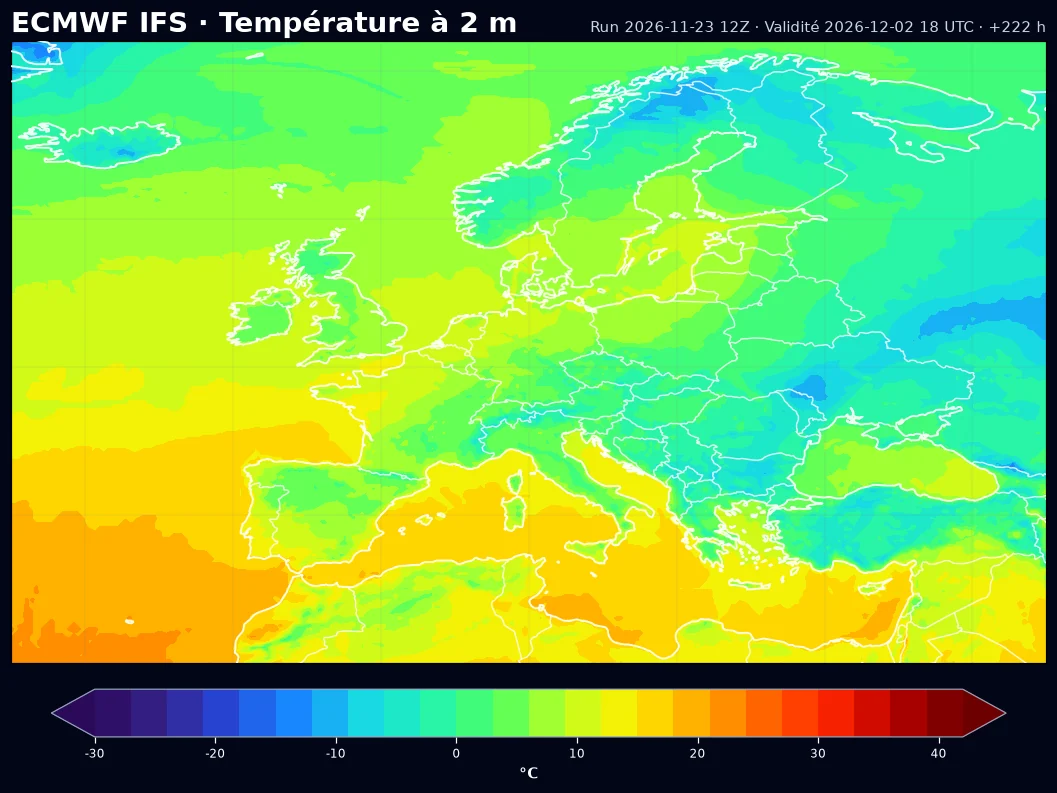 ECMWF IFS · Température à 2 m
Run 2026-11-23 12Z · Validité 2026-12-02 18 UTC · +222 h
-30 -20 -10 0 10 20 30 40
°C